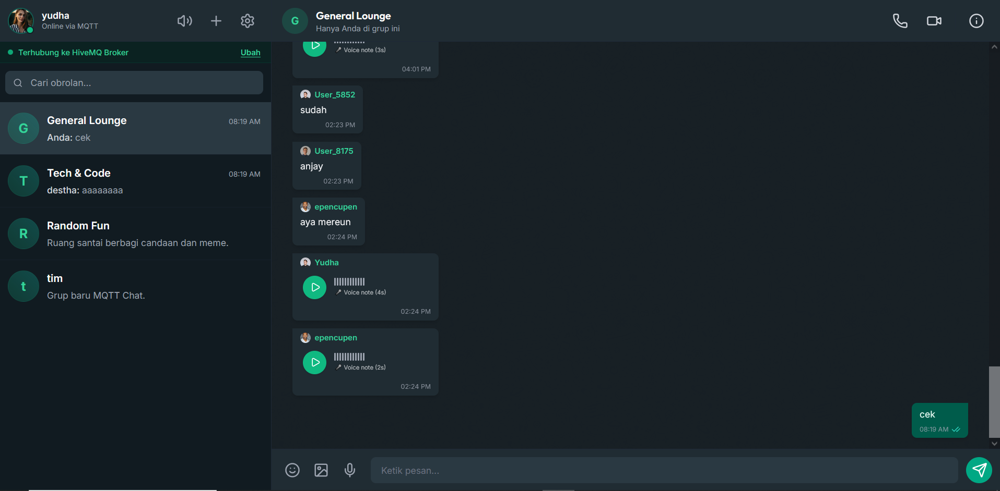 yudha
Online via MQTT
Terhubung ke HiveMQ Broker
Ubah
Cari obrolan...
G
General Lounge
08:19 AM
Anda: cek
T
Tech & Code
08:19 AM
destha: aaaaaaaa
R
Random Fun
Ruang santai berbagi candaan dan meme.
t
tim
Grup baru MQTT Chat.
G
General Lounge
Hanya Anda di grup ini
Voice note (3s)
04:01 PM
User_5852
sudah
02:23 PM
User_8175
anjay
02:23 PM
epencupen
aya mereun
02:24 PM
Yudha
Voice note (4s)
02:24 PM
epencupen
Voice note (2s)
02:24 PM
cek
08:19 AM
Ketik pesan...